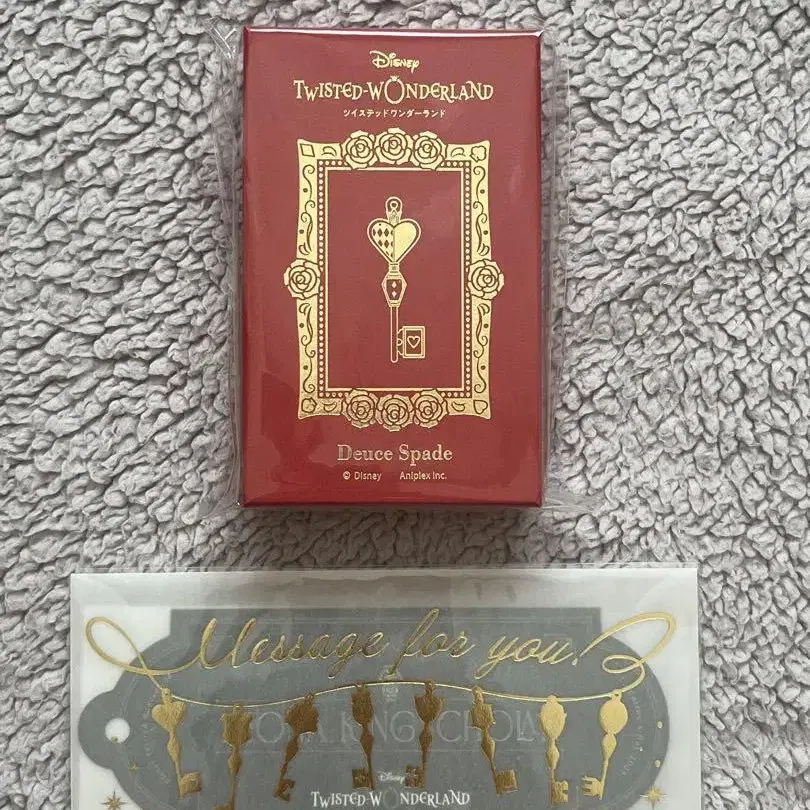 Disney
TWISTED-WONDERLAND
ツイステッドワンダーランド
Deuce Spade
© Disney Aniplex Inc.
Message for you!
Disney
TWISTED-WONDERLAND